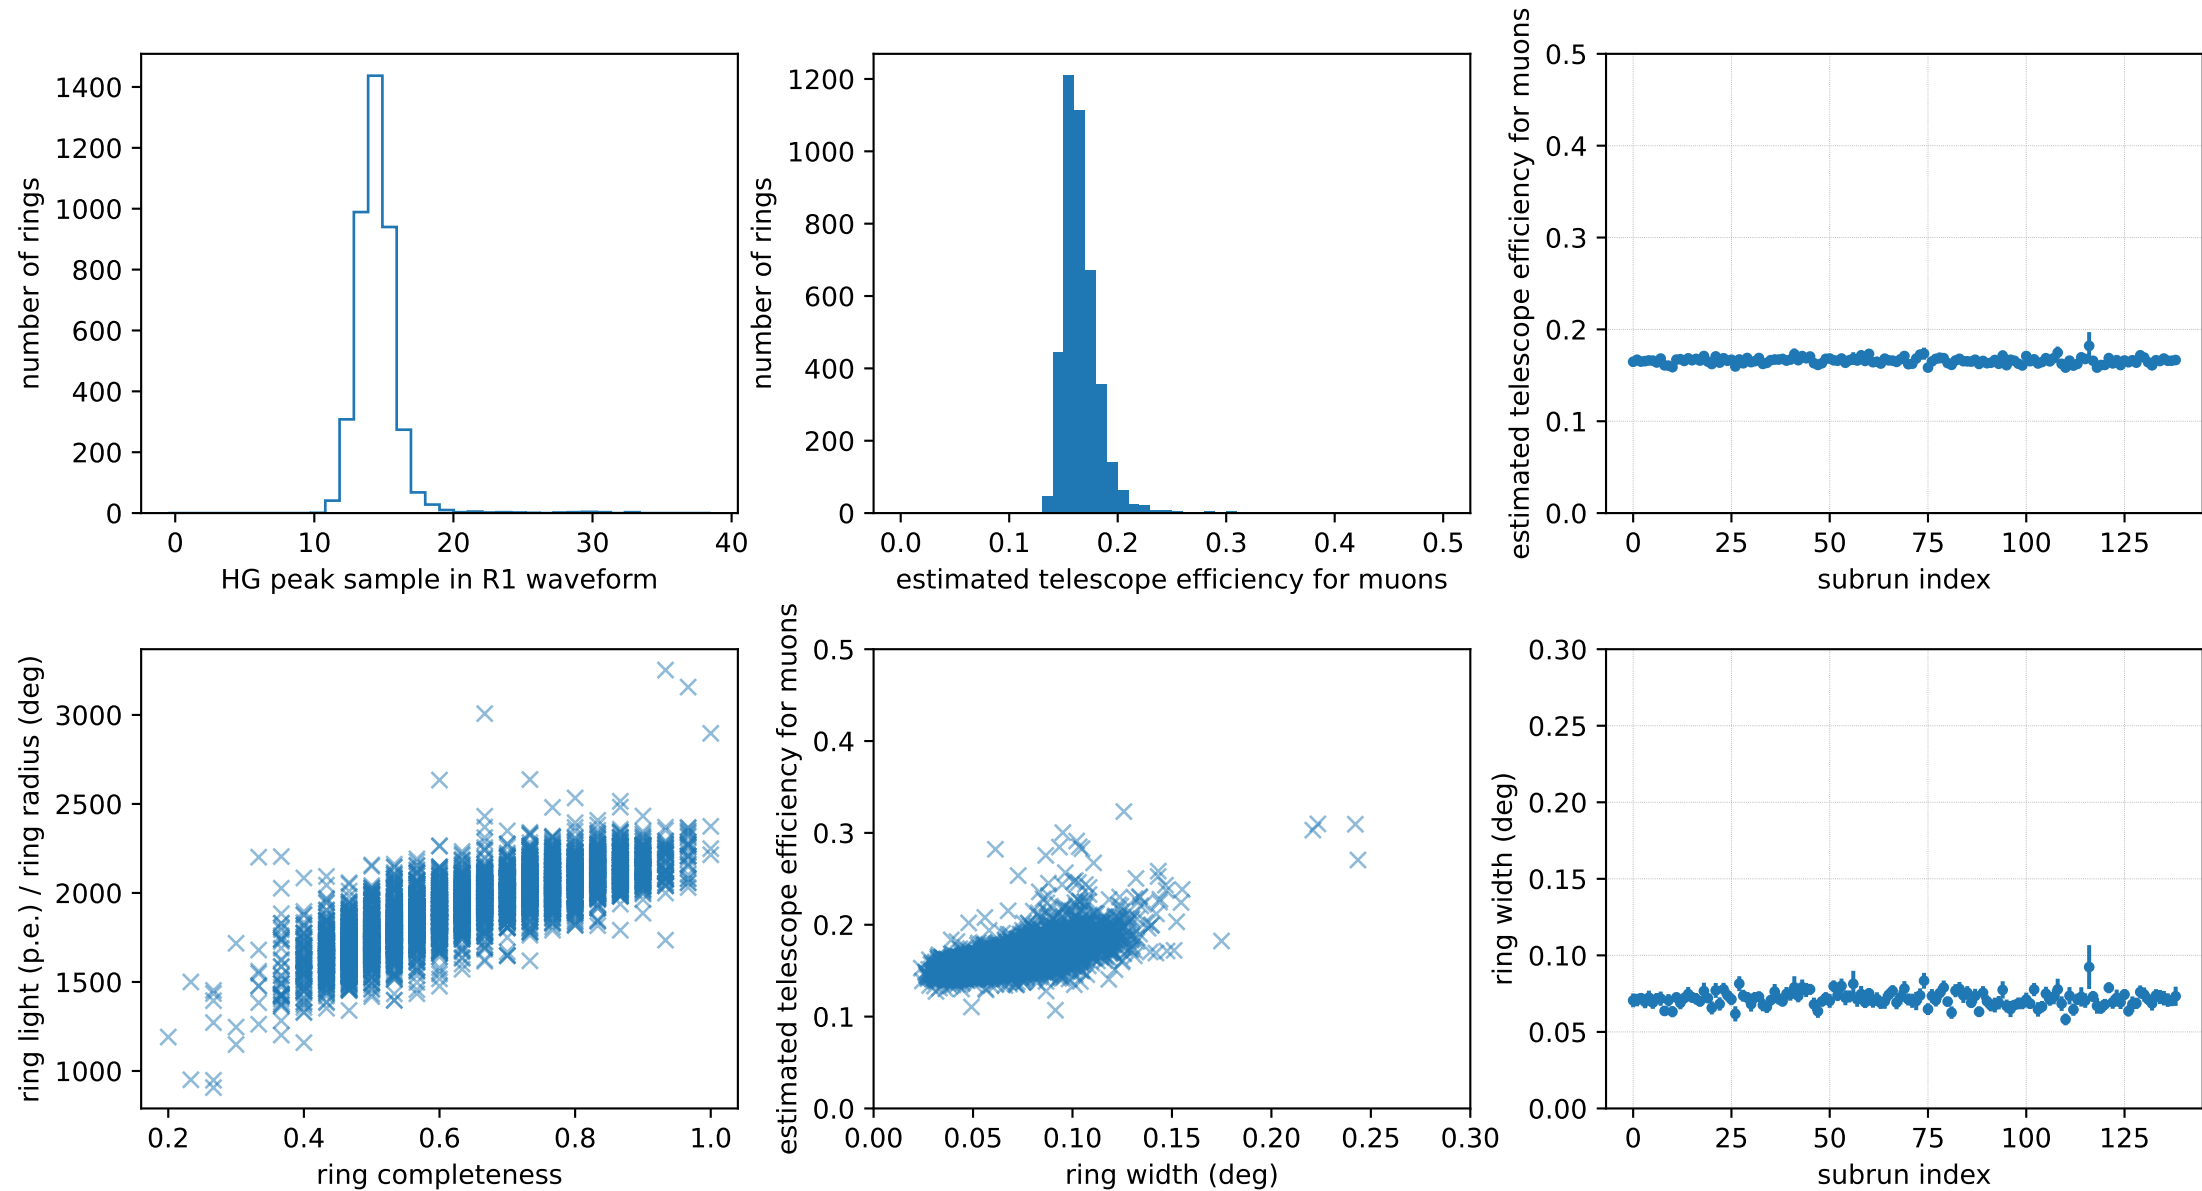 1400
1200
1000
800
600
400
200
0
number of rings
0 10 20 30 40
HG peak sample in R1 waveform
1200
1000
800
600
400
200
0
number of rings
0.0 0.1 0.2 0.3 0.4 0.5
estimated telescope efficiency for muons
0.5
0.4
0.3
0.2
0.1
0.0
estimated telescope efficiency for muons
0 25 50 75 100 125
subrun index
3000
2500
2000
1500
1000
ring light (p.e.) / ring radius (deg)
0.2 0.4 0.6 0.8 1.0
ring completeness
0.5
0.4
0.3
0.2
0.1
0.0
estimated telescope efficiency for muons
0.00 0.05 0.10 0.15 0.20 0.25 0.30
ring width (deg)
0.30
0.25
0.20
0.15
0.10
0.05
0.00
ring width (deg)
0 25 50 75 100 125
subrun index